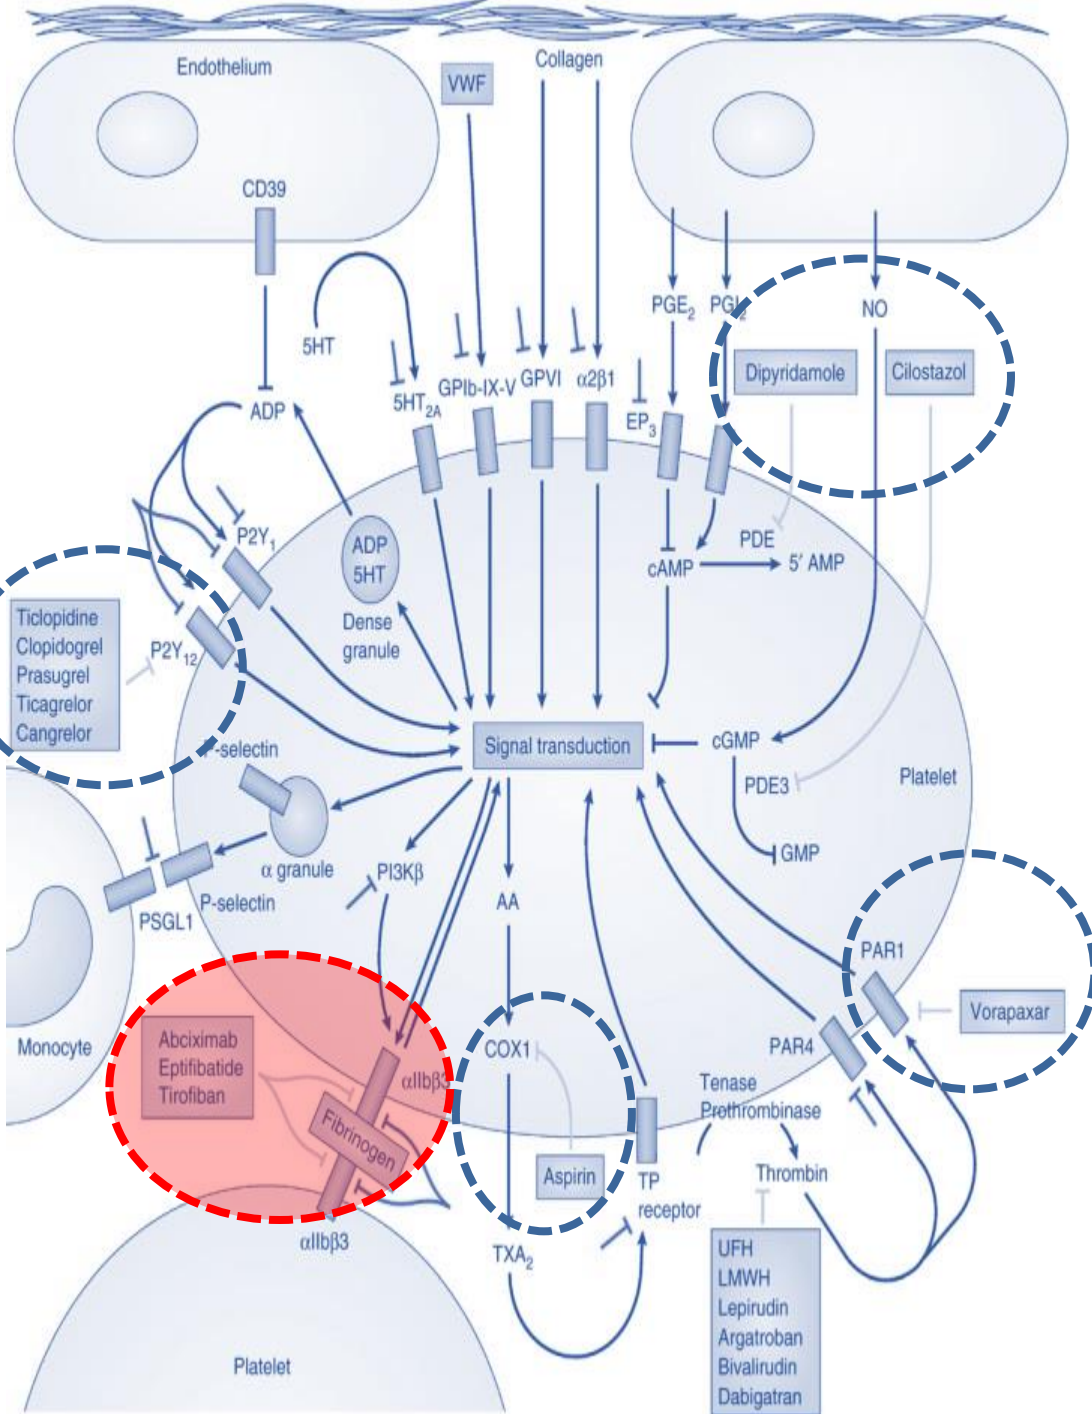 Endothelium
Collagen
VWF
CD39
5HT
ADP
5HT2A
GPIb-IX-V
GPVI
α2β1
EP3
PGE2
PGI2
NO
Dipyridamole
Cilostazol
P2Y1
ADP
5HT
Dense
granule
PDE
cAMP
5′ AMP
Ticlopidine
Clopidogrel
Prasugrel
Ticagrelor
Cangrelor
P2Y12
P-selectin
Signal transduction
cGMP
PDE3
GMP
Platelet
α granule
P-selectin
PSGL1
Monocyte
PI3Kβ
AA
COX1
Aspirin
TXA2
TP
receptor
PAR1
Vorapaxar
PAR4
Tenase
Prothrombinase
Thrombin
Abciximab
Eptifibatide
Tirofiban
αIIbβ3
Fibrinogen
αIIbβ3
Platelet
UFH
LMWH
Lepirudin
Argatroban
Bivalirudin
Dabigatran